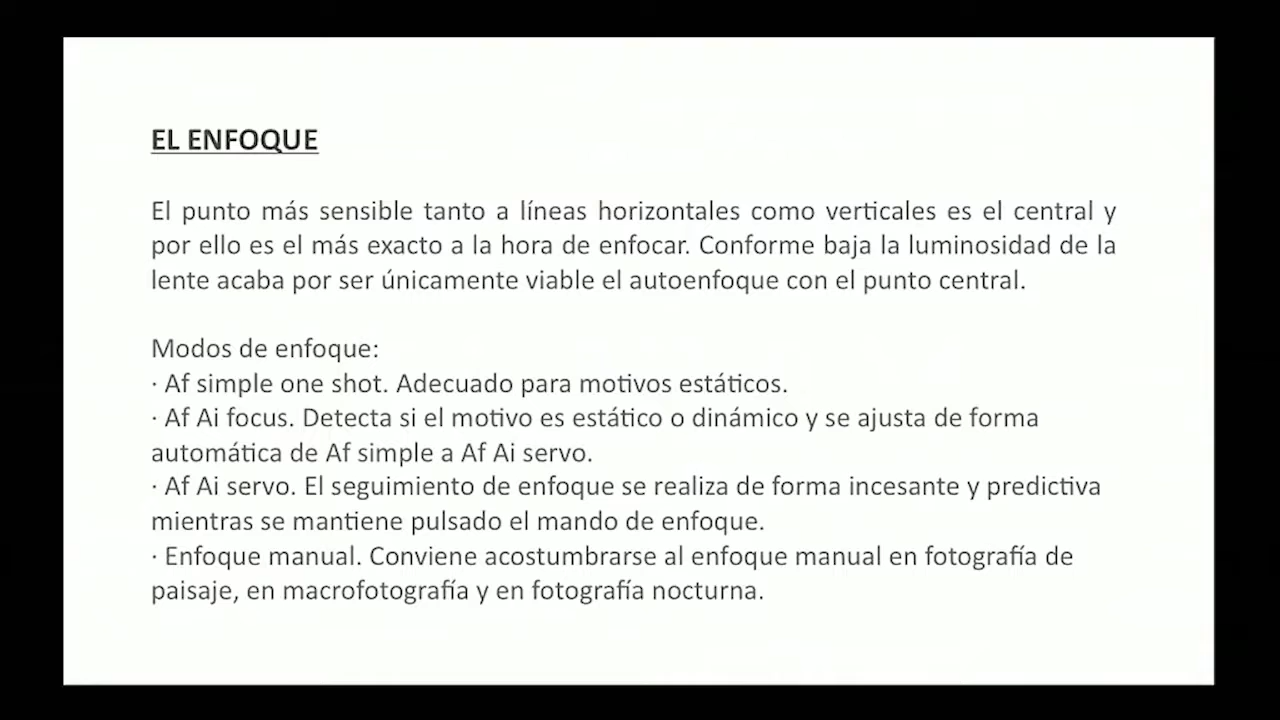 EL ENFOQUE
El punto más sensible tanto a líneas horizontales como verticales es el central y
por ello es el más exacto a la hora de enfocar. Conforme baja la luminosidad de la
lente acaba por ser únicamente viable el autoenfoque con el punto central.
Modos de enfoque:
· Af simple one shot. Adecuado para motivos estáticos.
· Af Ai focus. Detecta si el motivo es estático o dinámico y se ajusta de forma
automática de Af simple a Af Ai servo.
· Af Ai servo. El seguimiento de enfoque se realiza de forma incesante y predictiva
mientras se mantiene pulsado el mando de enfoque.
· Enfoque manual. Conviene acostumbrarse al enfoque manual en fotografía de
paisaje, en macrofotografía y en fotografía nocturna.